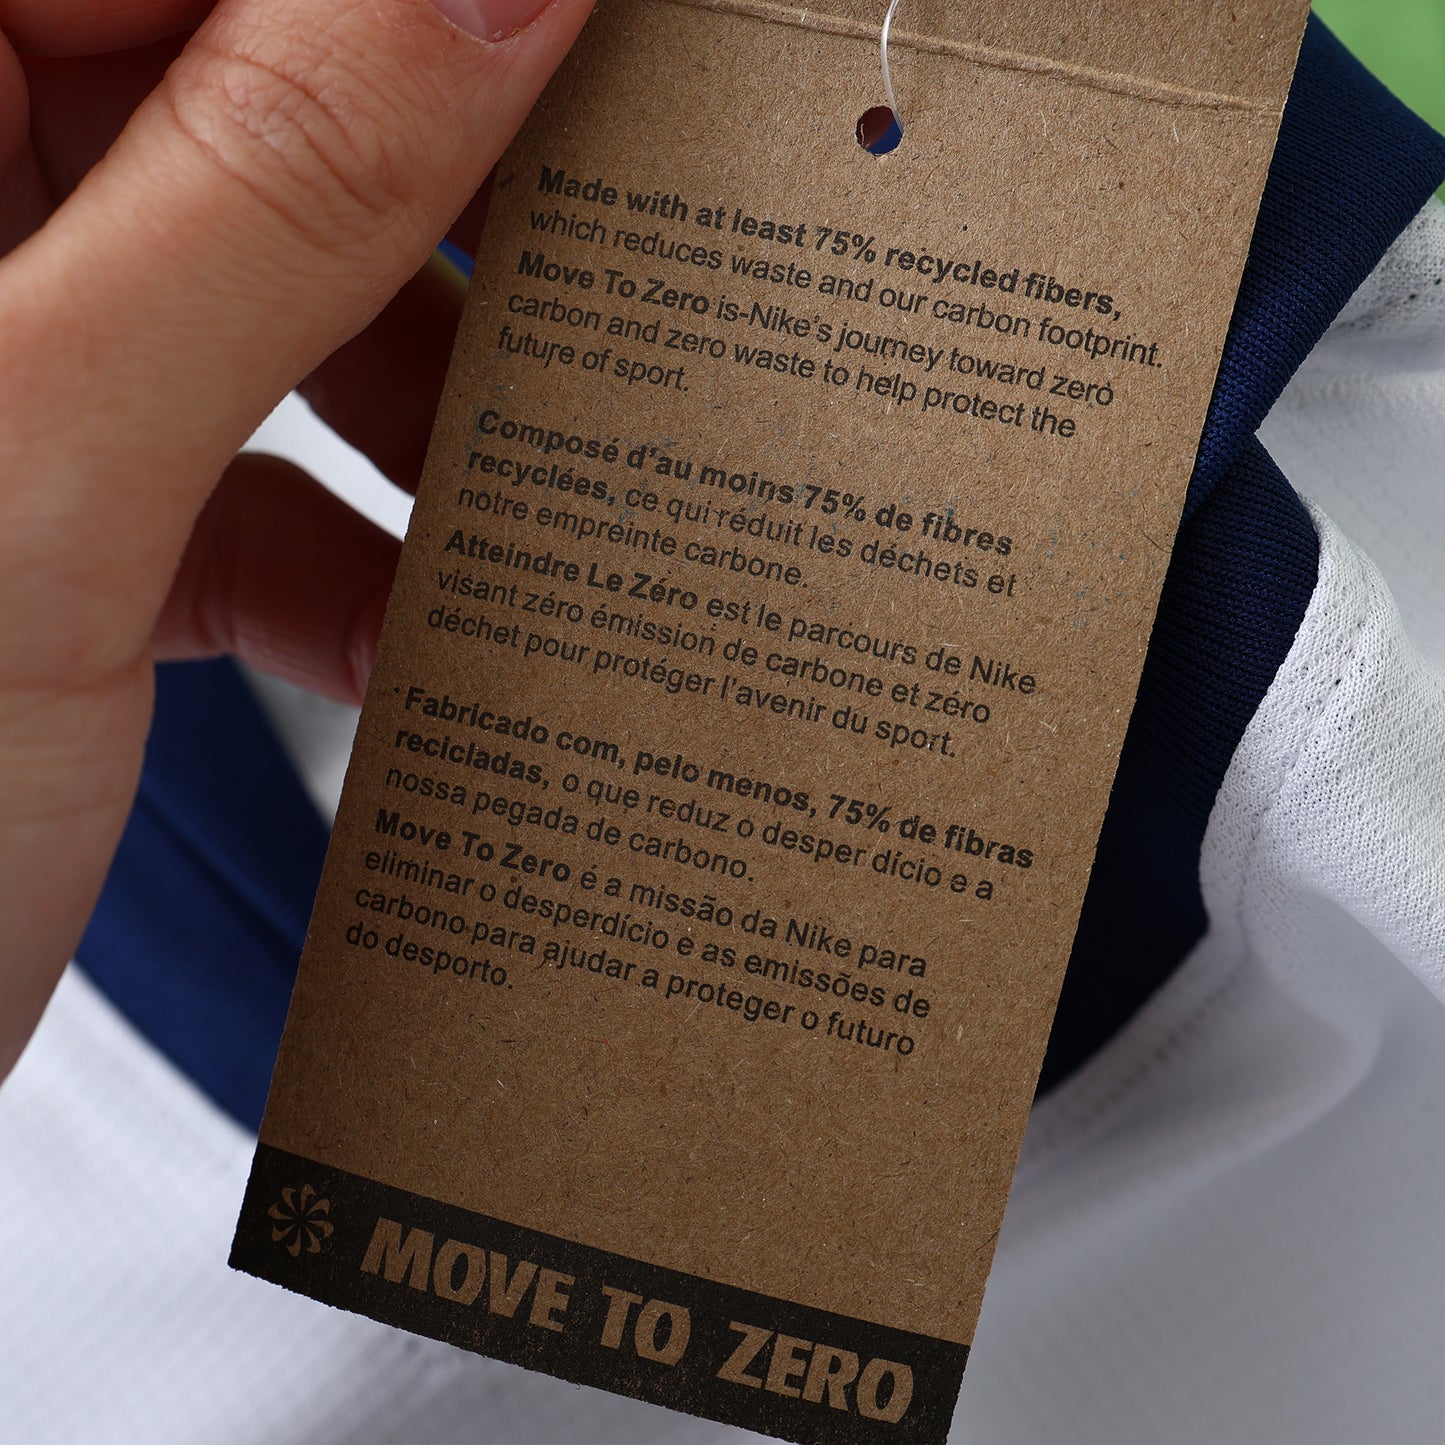 Made with at least 75% recycled fibers,
which reduces waste and our carbon footprint.
Move To Zero is-Nike's journey toward zero
carbon and zero waste to help protect the
future of sport.
Composé d'au moins 75% de fibres
recyclées, ce qui réduit les déchets et
notre empreinte carbone.
Atteindre Le Zéro est le parcours de Nike
visant zéro émission de carbone et zéro
déchet pour protéger l'avenir du sport.
Fabricado com, pelo menos, 75% de fibras
recicladas, o que reduz o desper dício e a
nossa pegada de carbono.
Move To Zero é a missão da Nike para
eliminar o desperdício e as emissões de
carbono para ajudar a proteger o futuro
do desporto.
MOVE TO ZERO